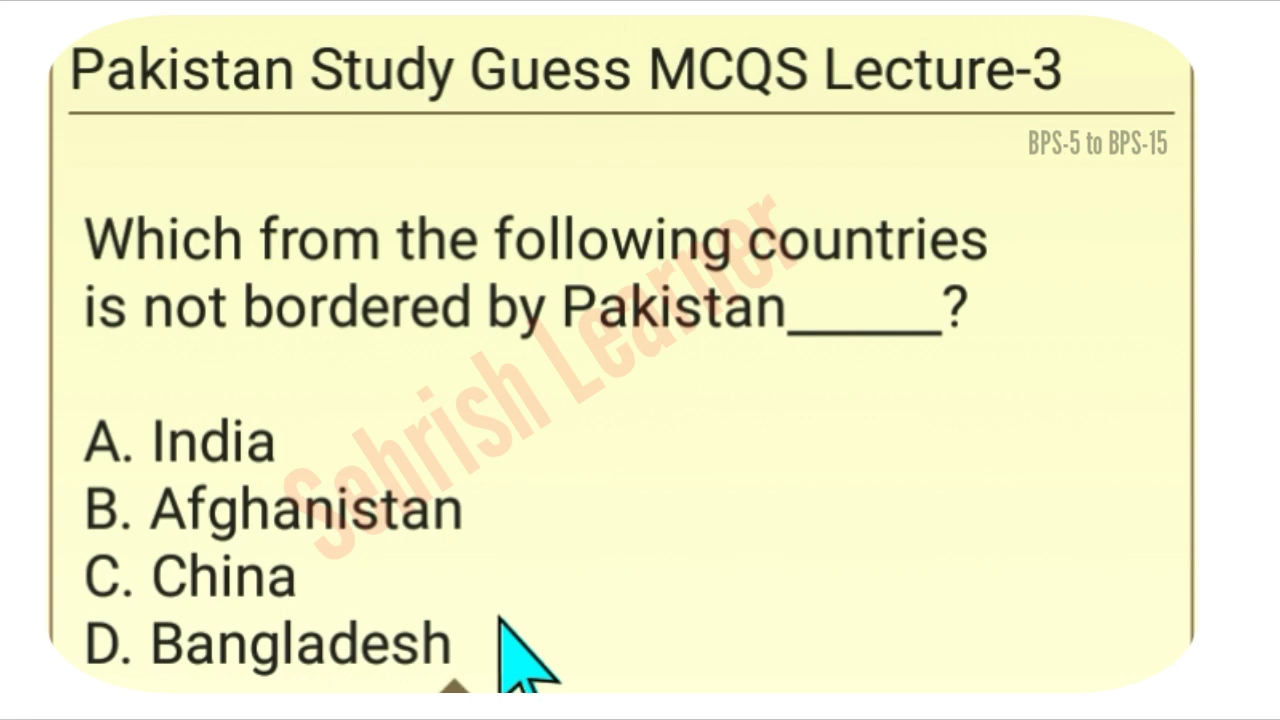 Pakistan Study Guess MCQS Lecture-3
BPS-5 to BPS-15
Which from the following countries
is not bordered by Pakistan______?
Sehrish Learner
A. India
B. Afghanistan
C. China
D. Bangladesh